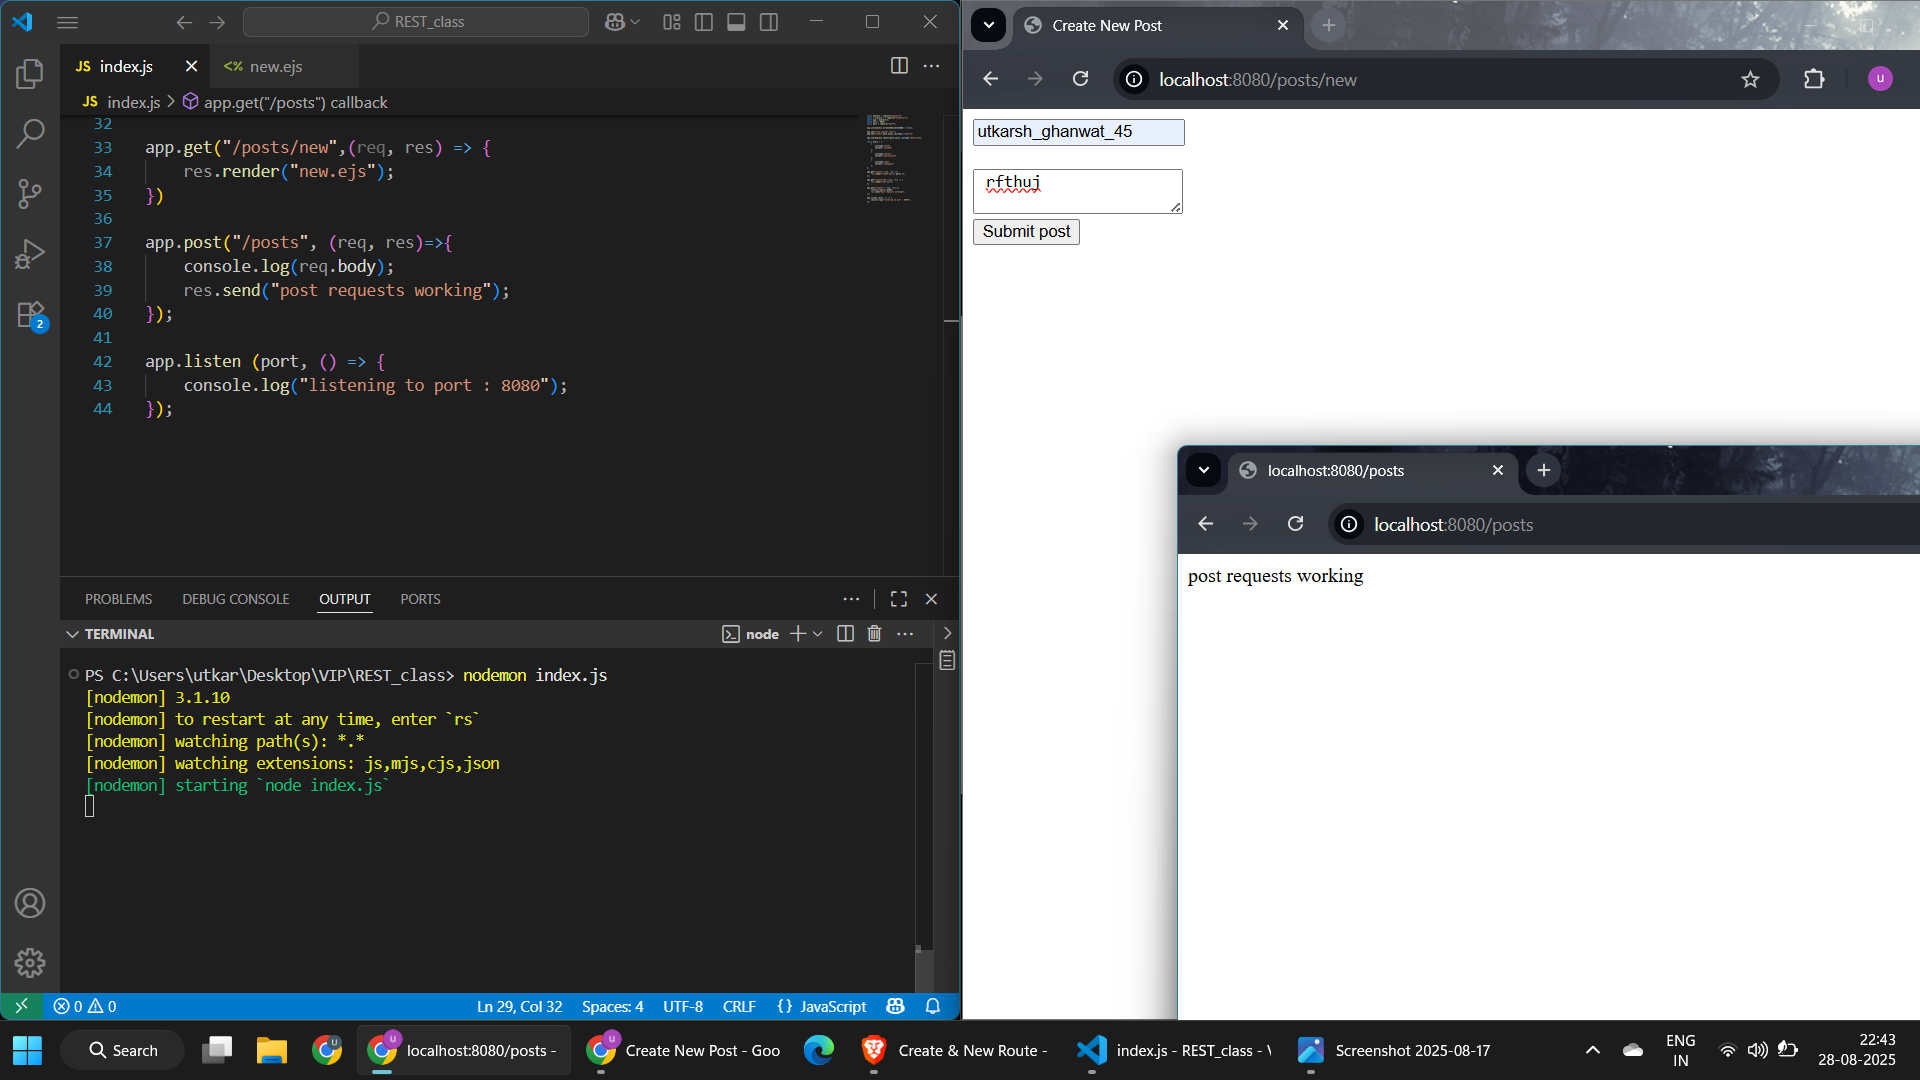 REST_class
JS index.js
<% new.ejs
JS index.js > app.get("/posts") callback
32
33 app.get("/posts/new",(req, res) => {
34 res.render("new.ejs");
35 })
36
37 app.post("/posts", (req, res)=>{
38 console.log(req.body);
39 res.send("post requests working");
40 });
41
42 app.listen (port, () => {
43 console.log("listening to port : 8080");
44 });
2
PROBLEMS DEBUG CONSOLE OUTPUT PORTS
TERMINAL
node
PS C:\Users\utkar\Desktop\VIP\REST_class> nodemon index.js
[nodemon] 3.1.10
[nodemon] to restart at any time, enter `rs`
[nodemon] watching path(s): *.*
[nodemon] watching extensions: js,mjs,cjs,json
[nodemon] starting `node index.js`
0 0
Ln 29, Col 32 Spaces: 4 UTF-8 CRLF {} JavaScript
Create New Post
localhost:8080/posts/new
u
utkarsh_ghanwat_45
rfthuj
Submit post
localhost:8080/posts
localhost:8080/posts
post requests working
Search
U
u
localhost:8080/posts -
u
Create New Post - Goo
Create & New Route -
index.js - REST_class - V
Screenshot 2025-08-17
ENG
IN
22:43
28-08-2025